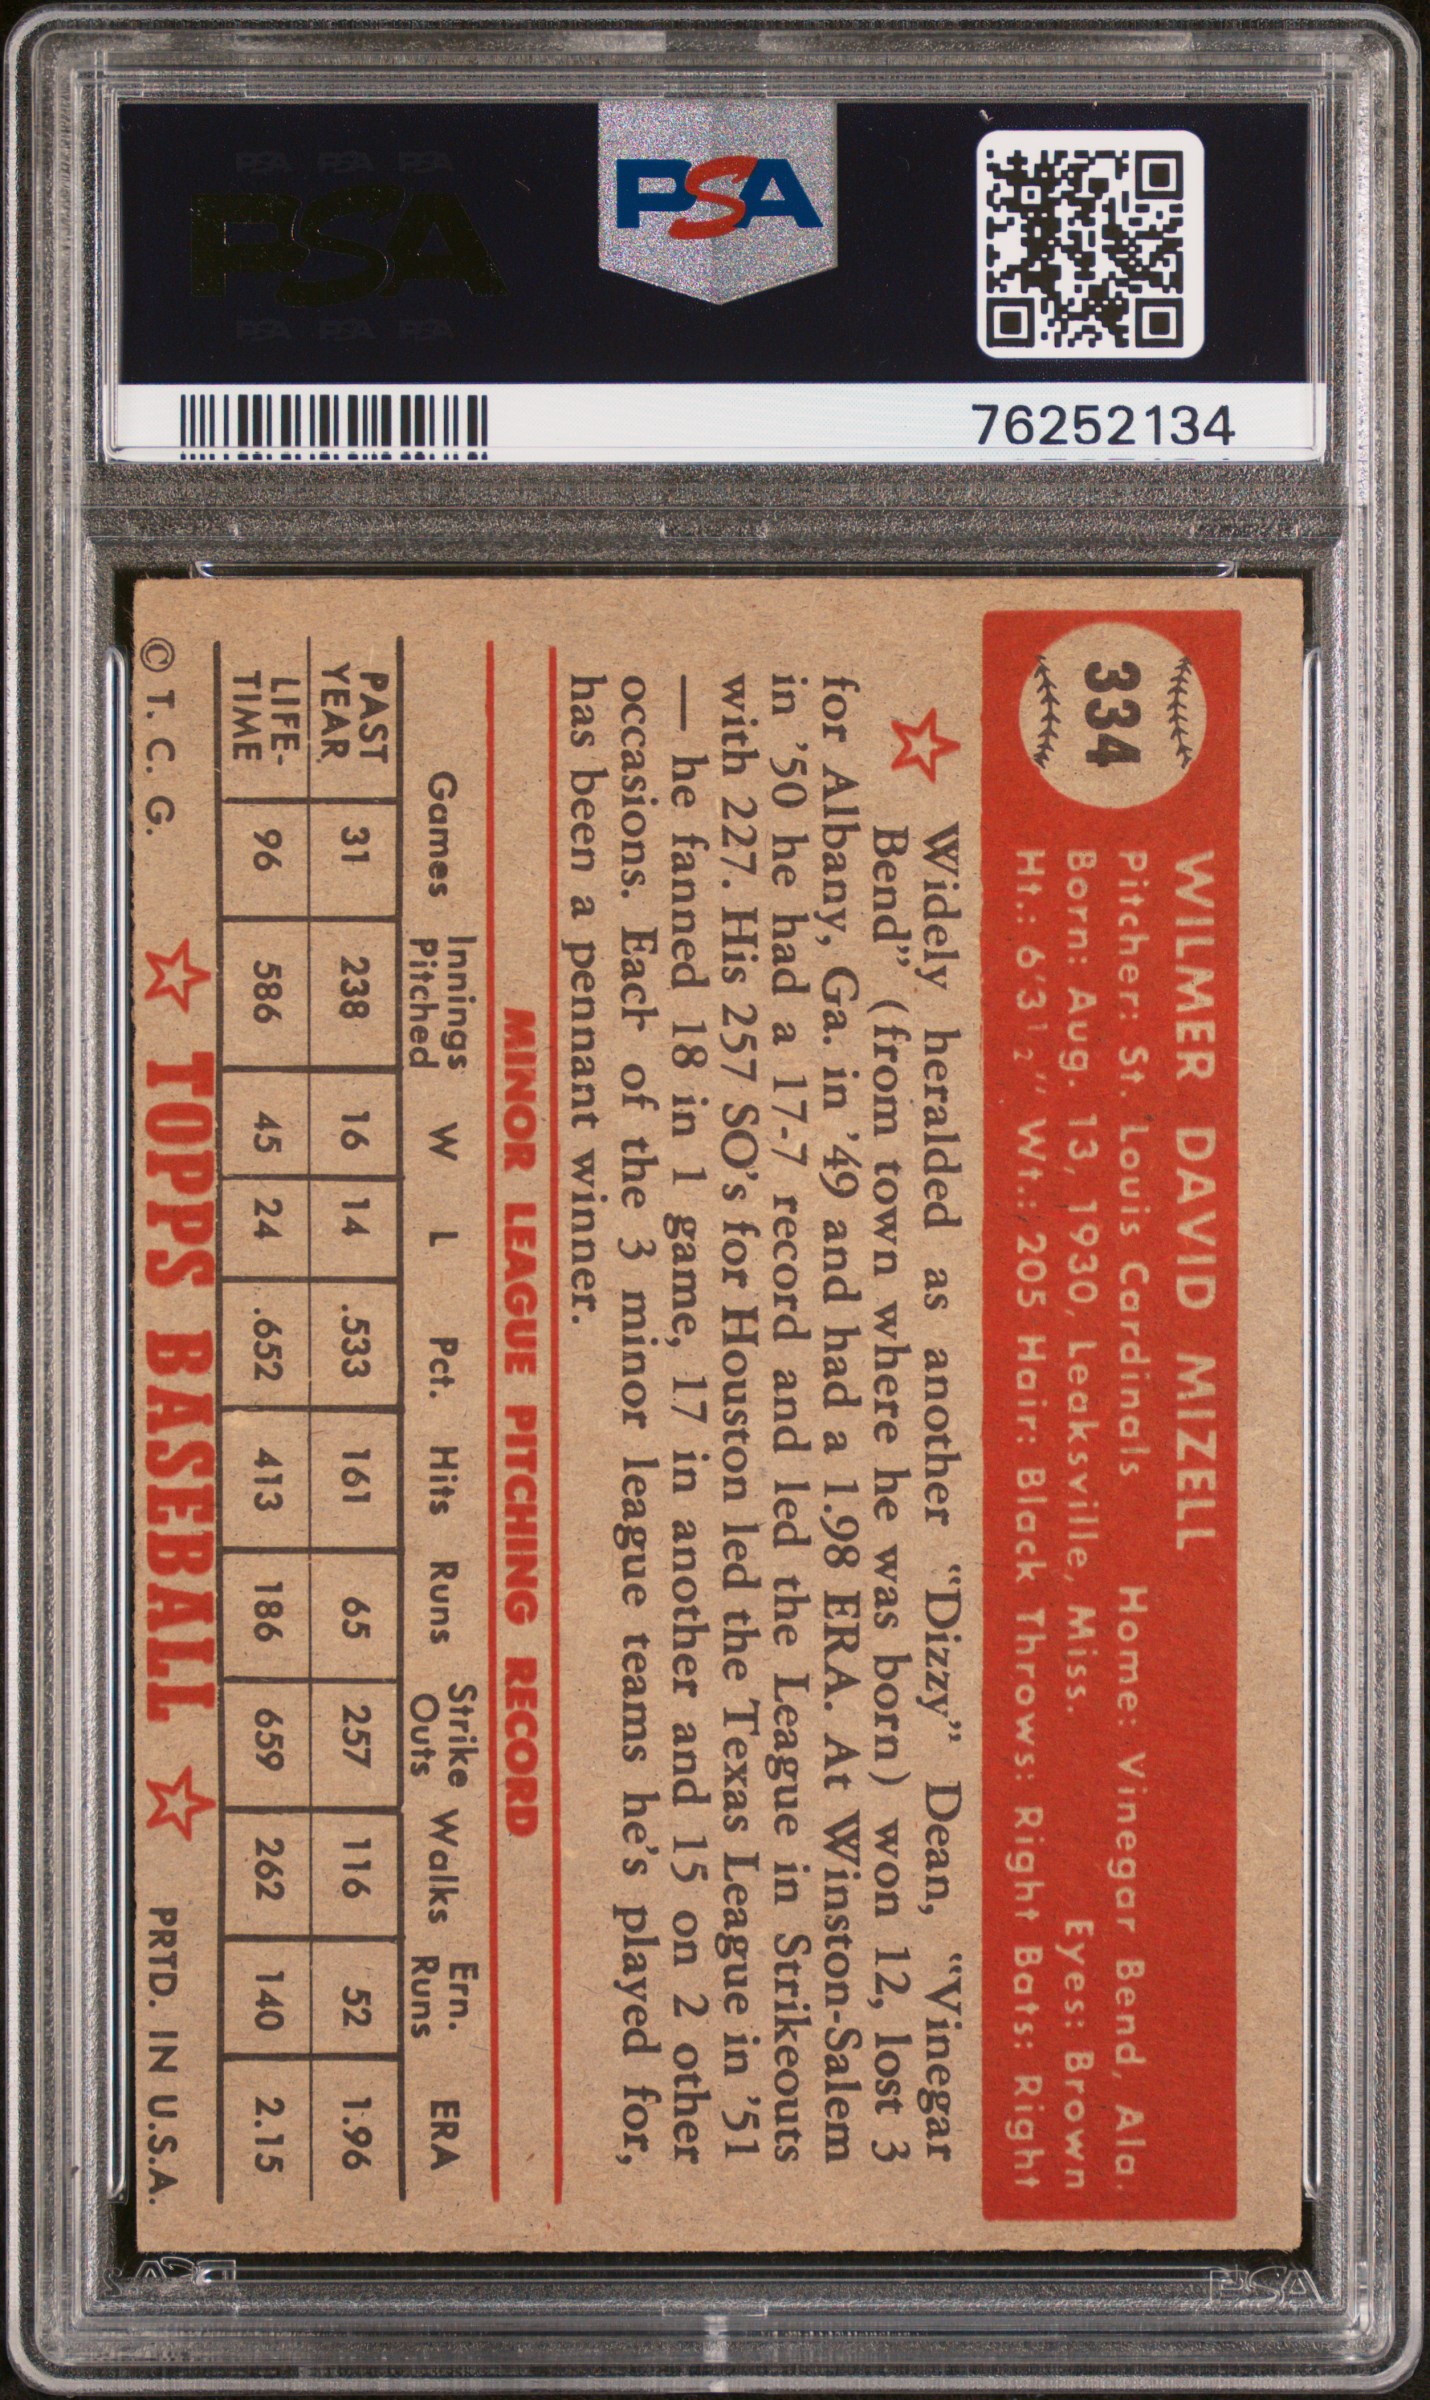 PSA PSA PSA
PSA
PSA PSA PSA
PSA
76252134
334
WILMER DAVID MIZELL
Pitcher: St. Louis Cardinals Home: Vinegar Bend, Ala.
Born: Aug. 13, 1930, Leaksville, Miss. Eyes: Brown
Ht.: 6'3½" Wt.: 205 Hair: Black Throws: Right Bats: Right
Widely heralded as another "Dizzy" Dean, "Vinegar
Bend" (from town where he was born) won 12, lost 3
for Albany, Ga. in '49 and had a 1.98 ERA. At Winston-Salem
in '50 he had a 17-7 record and led the League in Strikeouts
with 227. His 257 SO's for Houston led the Texas League in '51
— he fanned 18 in 1 game, 17 in another and 15 on 2 other
occasions. Each of the 3 minor league teams he's played for,
has been a pennant winner.
MINOR LEAGUE PITCHING RECORD
Games Innings Pitched W L Pct. Hits Runs Strike Outs Walks Ern. Runs ERA
PAST YEAR 31 238 16 14 .533 161 65 257 116 52 1.96
LIFE-TIME 96 586 45 24 .652 413 186 659 262 140 2.15
© T. C. G. TOPPS BASEBALL PRTD. IN U.S.A.
PSA
PSA